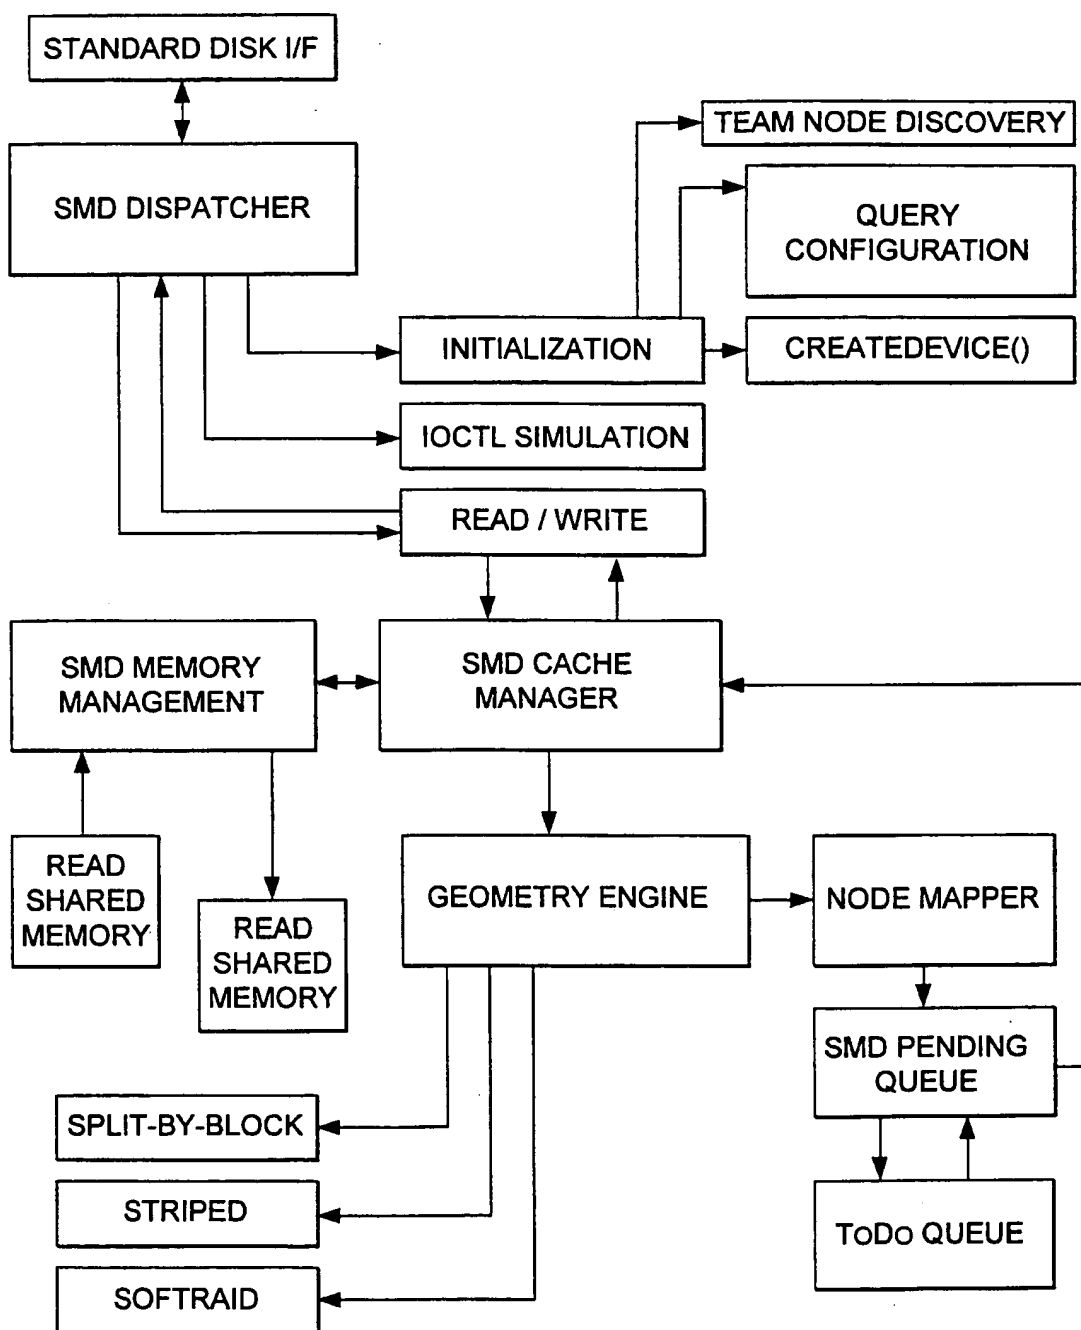 STANDARD DISK I/F
TEAM NODE DISCOVERY
SMD DISPATCHER
QUERY
CONFIGURATION
INITIALIZATION
CREATEDEVICE()
IOCTL SIMULATION
READ / WRITE
SMD MEMORY
MANAGEMENT
SMD CACHE
MANAGER
READ
SHARED
MEMORY
READ
SHARED
MEMORY
GEOMETRY ENGINE
NODE MAPPER
SMD PENDING
QUEUE
SPLIT-BY-BLOCK
STRIPED
TODO QUEUE
SOFTRAID